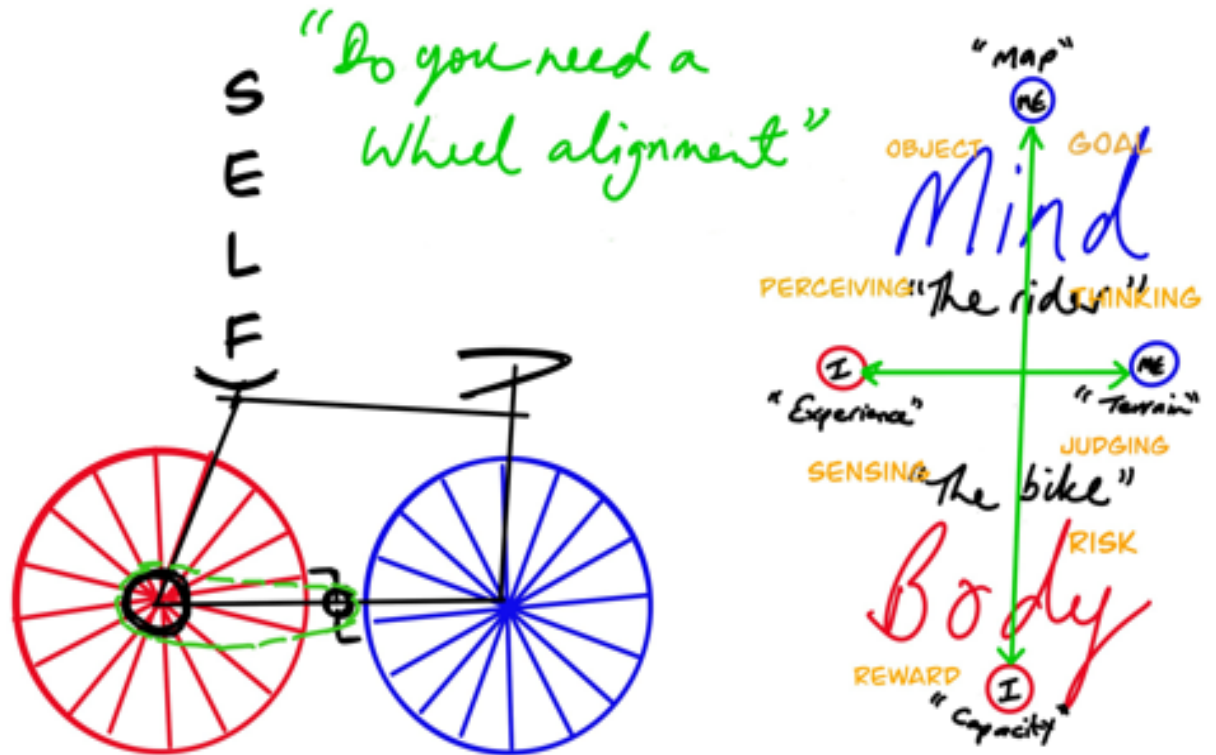 "Do you need a
Wheel alignment"
S
E
L
F
"Map"
ME
OBJECT
GOAL
Mind
PERCEIVING
"The rider"
THINKING
I
ME
"Experience"
"Terrain"
JUDGING
SENSING
"The bike"
RISK
Body
REWARD
I
"Capacity"